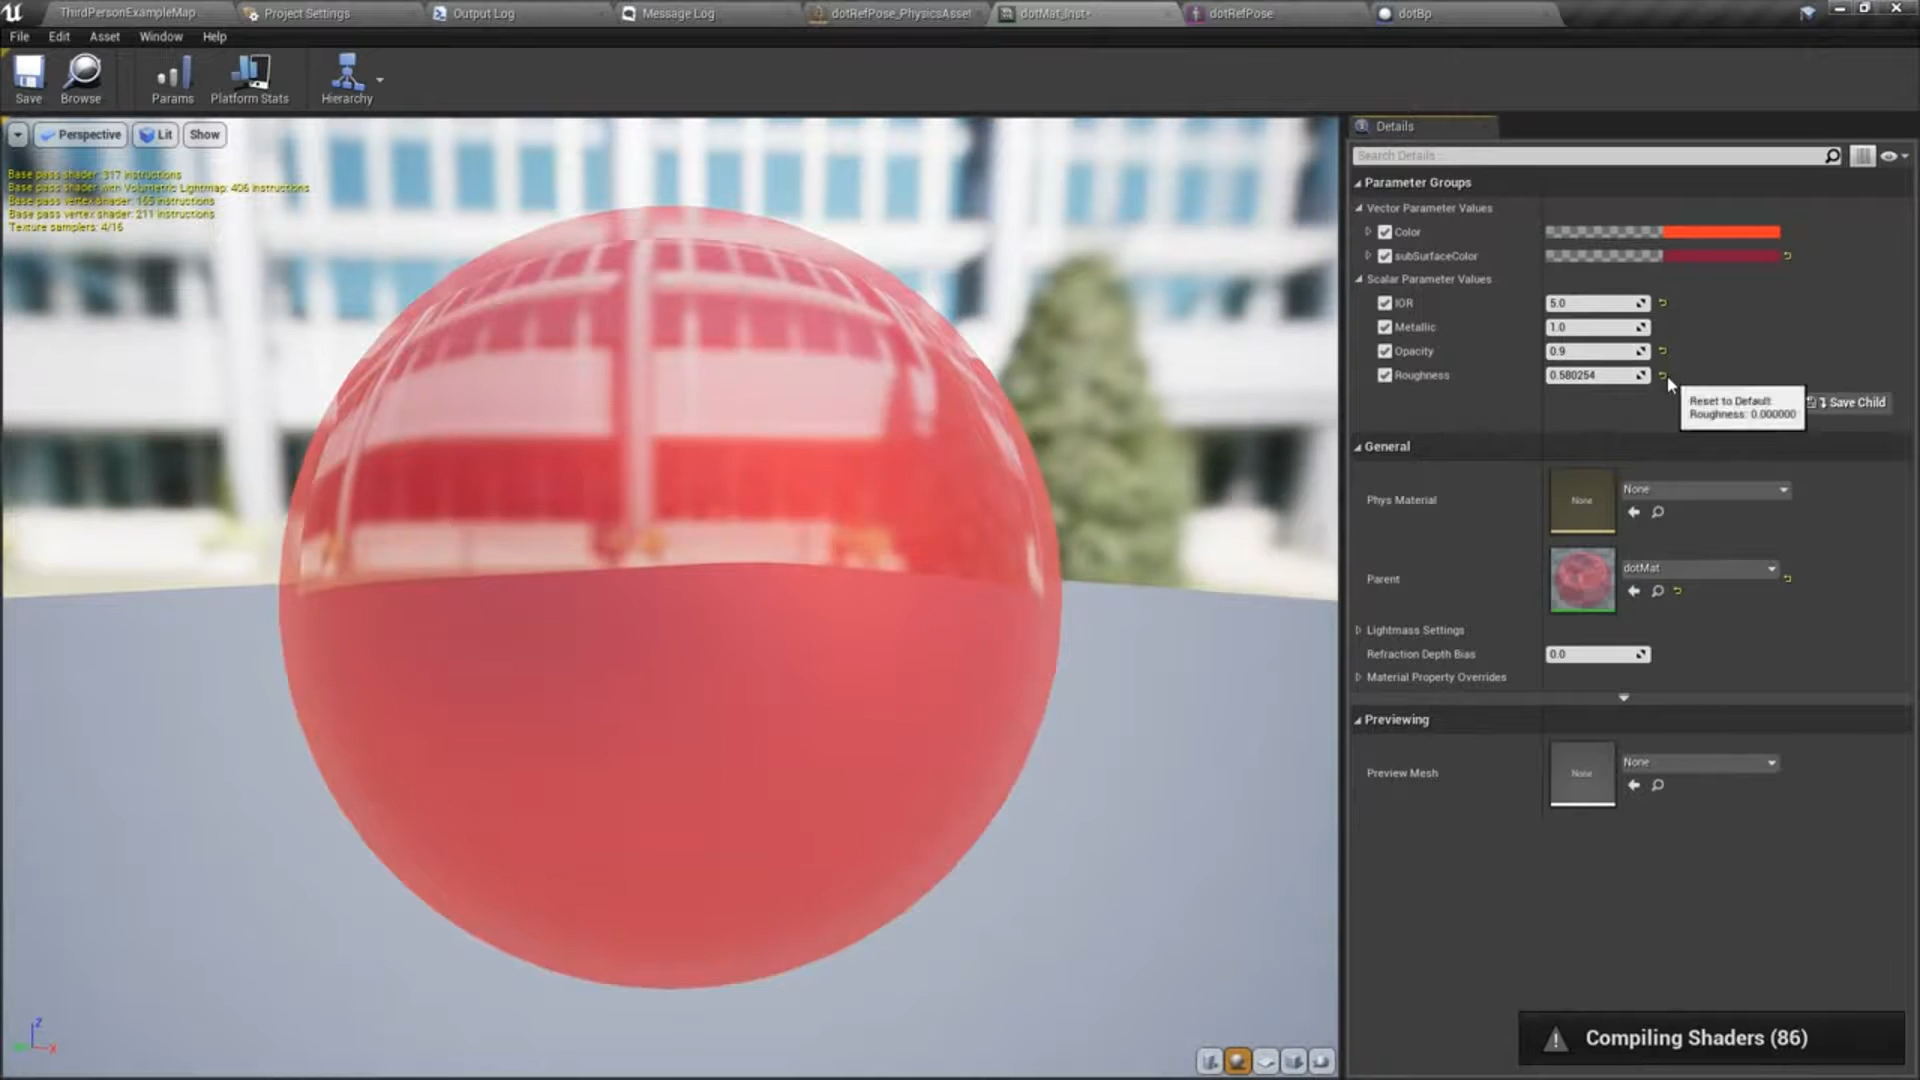 ThirdPersonExampleMap
Project Settings
Output Log
Message Log
dotRefPose_PhysicsAsset
dotMat_Inst*
dotRefPose
dotBp
File Edit Asset Window Help
Save Browse Params Platform Stats Hierarchy
Perspective Lit Show
Base pass shader: 317 instructions
Base pass shader with Volumetric Lightmap: 406 instructions
Base pass vertex shader: 165 instructions
Base pass vertex shader: 211 instructions
Texture samplers: 4/16
Details
Search Details
Parameter Groups
Vector Parameter Values
Color
subSurfaceColor
Scalar Parameter Values
IOR 5.0
Metallic 1.0
Opacity 0.9
Roughness 0.580254
Reset to Default
Roughness: 0.000000
Save Child
General
Phys Material None None
Parent dotMat
Lightmass Settings
Refraction Depth Bias 0.0
Material Property Overrides
Previewing
Preview Mesh None None
Z
X
Compiling Shaders (86)